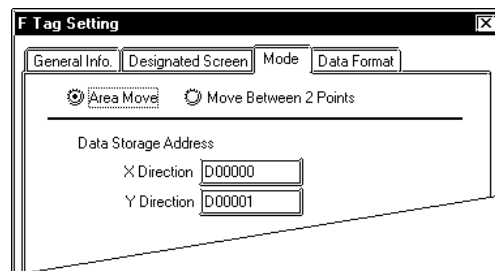 F Tag Setting
General Info. Designated Screen Mode Data Format
Area Move Move Between 2 Points
Data Storage Address
X Direction D00000
Y Direction D00001